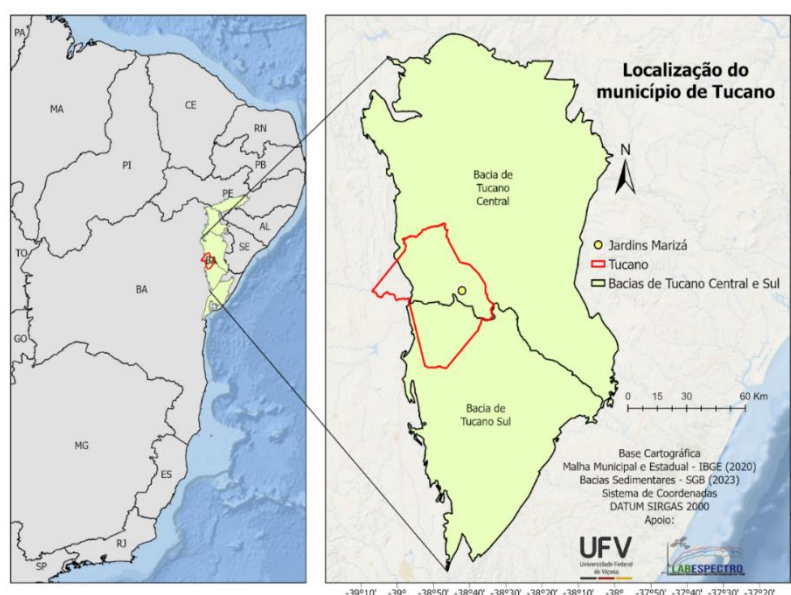 PA
MA
CE
RN
PB
PI
PE
AL
SE
TO
BA
BA
GO
MG
ES
RJ
SP
Localização do
município de Tucano
N
Bacia de
Tucano
Central
Jardins Marizá
Tucano
Bacias de Tucano Central e Sul
0 15 30 60 Km
Bacia de
Tucano Sul
Base Cartográfica
Malha Municipal e Estadual - IBGE (2020)
Bacias Sedimentares - SGB (2023)
Sistema de Coordenadas
DATUM SIRGAS 2000
Apoio:
UFV
Universidade Federal
de Viçosa
LABESPECTRO
-39°10' -39° -38°50' -38°40' -38°30' -38°20' -38°10' -38° -37°50' -37°40' -37°30' -37°20'